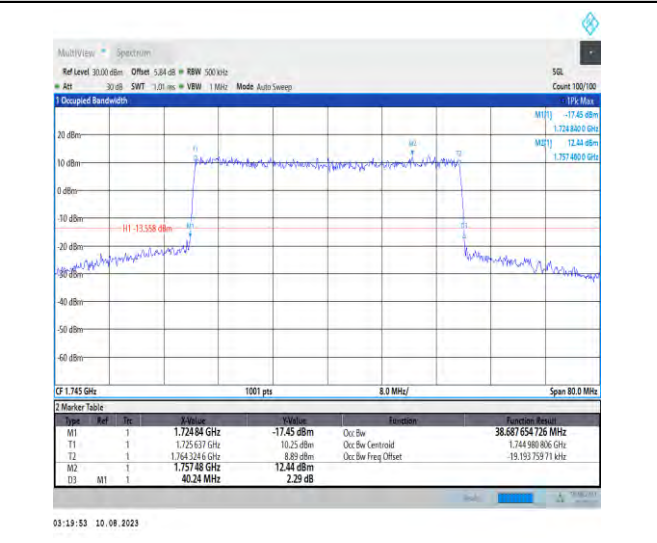 MultiView Spectrum
Ref Level 30.00 dBm Offset 5.84 dB RBW 500 kHz SGL
Att 30 dB SWT 1.01 ms VBW 1 MHz Mode Auto Sweep Count 100/100
1 Occupied Bandwidth 1Pk Max
M1[1] -17.45 dBm
1.724 840 0 GHz
20 dBm M2[1] 12.44 dBm
1.757 480 0 GHz
T1 M2 T2
10 dBm
0 dBm
-10 dBm
H1 -13.558 dBm M1 D3
-20 dBm
-30 dBm
-40 dBm
-50 dBm
-60 dBm
CF 1.745 GHz 1001 pts 8.0 MHz/ Span 80.0 MHz
2 Marker Table
Type Ref Trc X-Value Y-Value Function Function Result
M1 1 1.724 84 GHz -17.45 dBm Occ Bw 38.687 654 726 MHz
T1 1 1.725 637 GHz 10.25 dBm Occ Bw Centroid 1.744 980 806 GHz
T2 1 1.764 324 6 GHz 8.89 dBm Occ Bw Freq Offset -19.193 759 71 kHz
M2 1 1.757 48 GHz 12.44 dBm
D3 M1 1 40.24 MHz 2.29 dB
03:19:53 10.08.2023